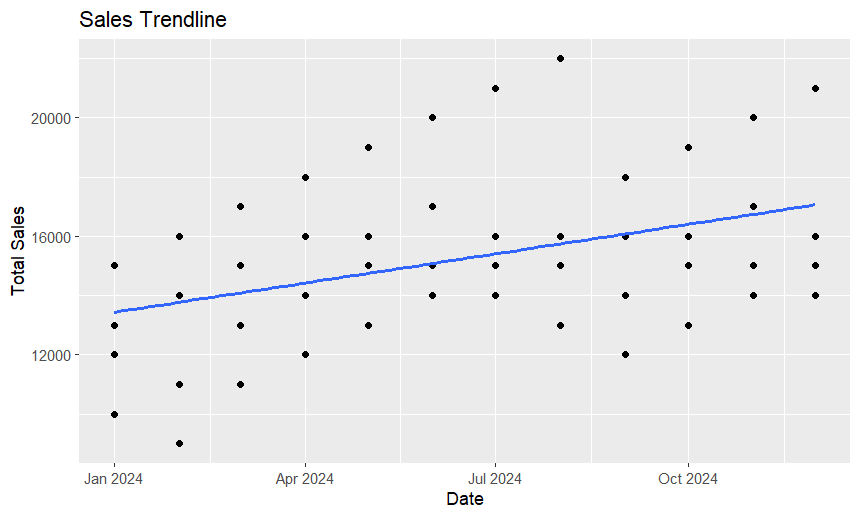 Sales Trendline
Total Sales
20000
16000
12000
Jan 2024 Apr 2024 Jul 2024 Oct 2024
Date